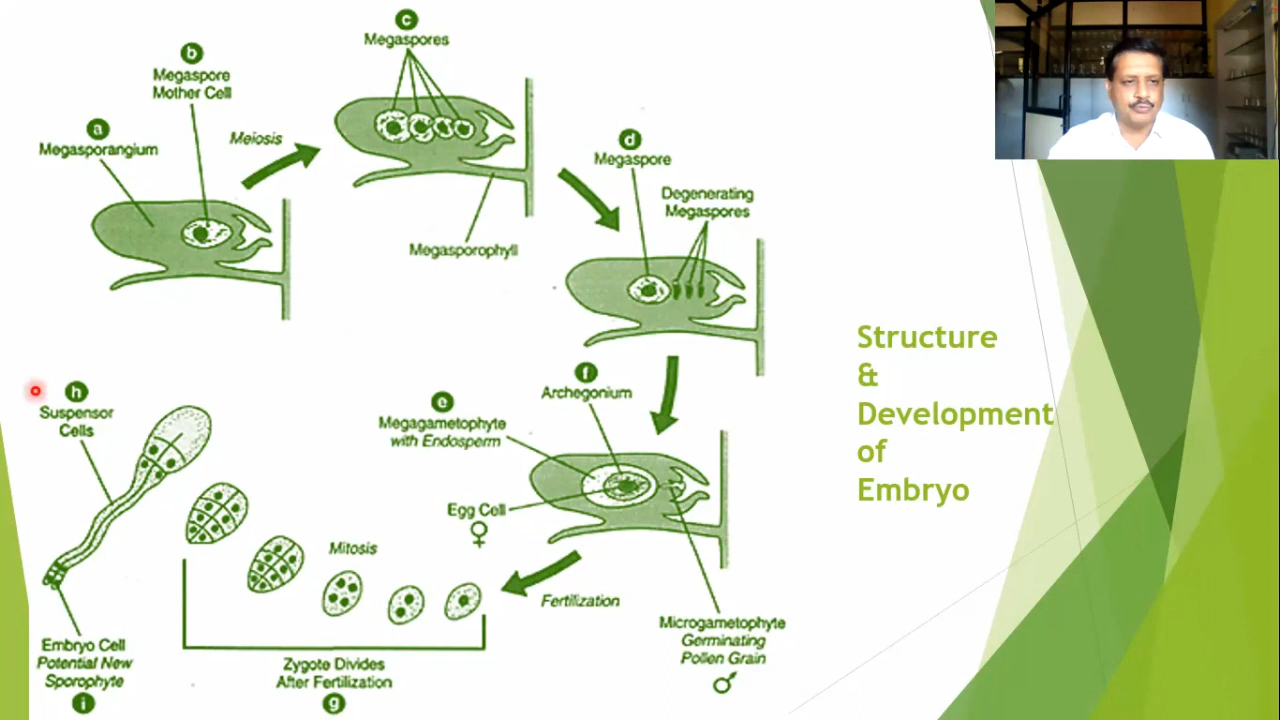 c
Megaspores
b
Megaspore
Mother Cell
a
Megasporangium
Meiosis
Megasporophyll
d
Megaspore
Degenerating
Megaspores
f
Archegonium
e
Megagametophyte
with Endosperm
Egg Cell
♀
h
Suspensor
Cells
Mitosis
Fertilization
Microgametophyte
Germinating
Pollen Grain
♂
Embryo Cell
Potential New
Sporophyte
i
Zygote Divides
After Fertilization
g
Structure
&
Development
of
Embryo